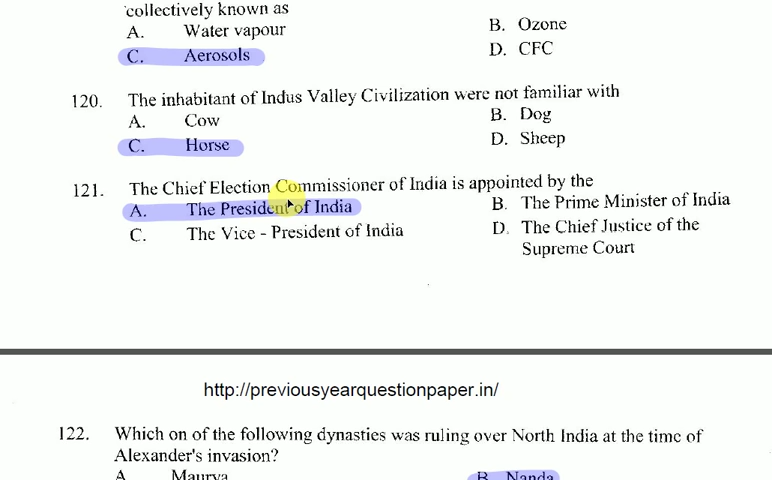 collectively known as
A. Water vapour
B. Ozone
C. Aerosols
D. CFC
120. The inhabitant of Indus Valley Civilization were not familiar with
A. Cow
B. Dog
C. Horse
D. Sheep
121. The Chief Election Commissioner of India is appointed by the
A. The President of India
B. The Prime Minister of India
C. The Vice - President of India
D. The Chief Justice of the
Supreme Court
http://previousyearquestionpaper.in/
122. Which on of the following dynasties was ruling over North India at the time of
Alexander's invasion?
A Maurya
B. Nanda